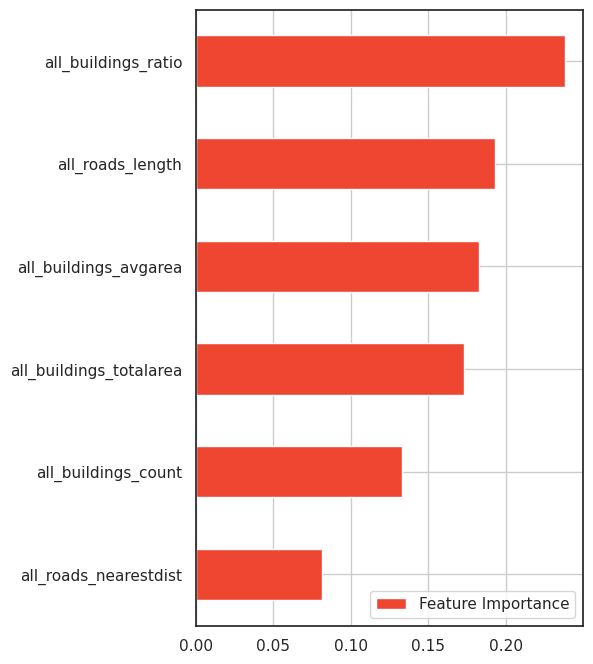 all_buildings_ratio
all_roads_length
all_buildings_avgarea
all_buildings_totalarea
all_buildings_count
all_roads_nearestdist
Feature Importance
0.00 0.05 0.10 0.15 0.20